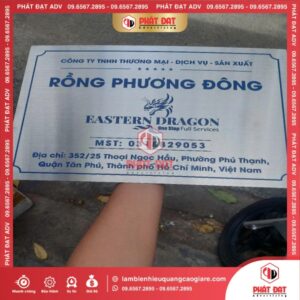 PHÁT ĐẠT
ADVERTISING
CÔNG TY TNHH THƯƠNG MẠI - DỊCH VỤ - SẢN XUẤT
RỒNG PHƯƠNG ĐÔNG
EASTERN DRAGON
One Stop Full Services
MST:
Địa chỉ: 352/25 Thoại Ngọc Hầu, Phường Phú Thạnh,
Quận Tân Phú, Thành phố Hồ Chí Minh, Việt Nam
PHÁT ĐẠT ADV - 09.6567.2895 - 09.6567.2895
lambienhieuquangcaogiare.com
09.6567.2895 - 09.6567.2895